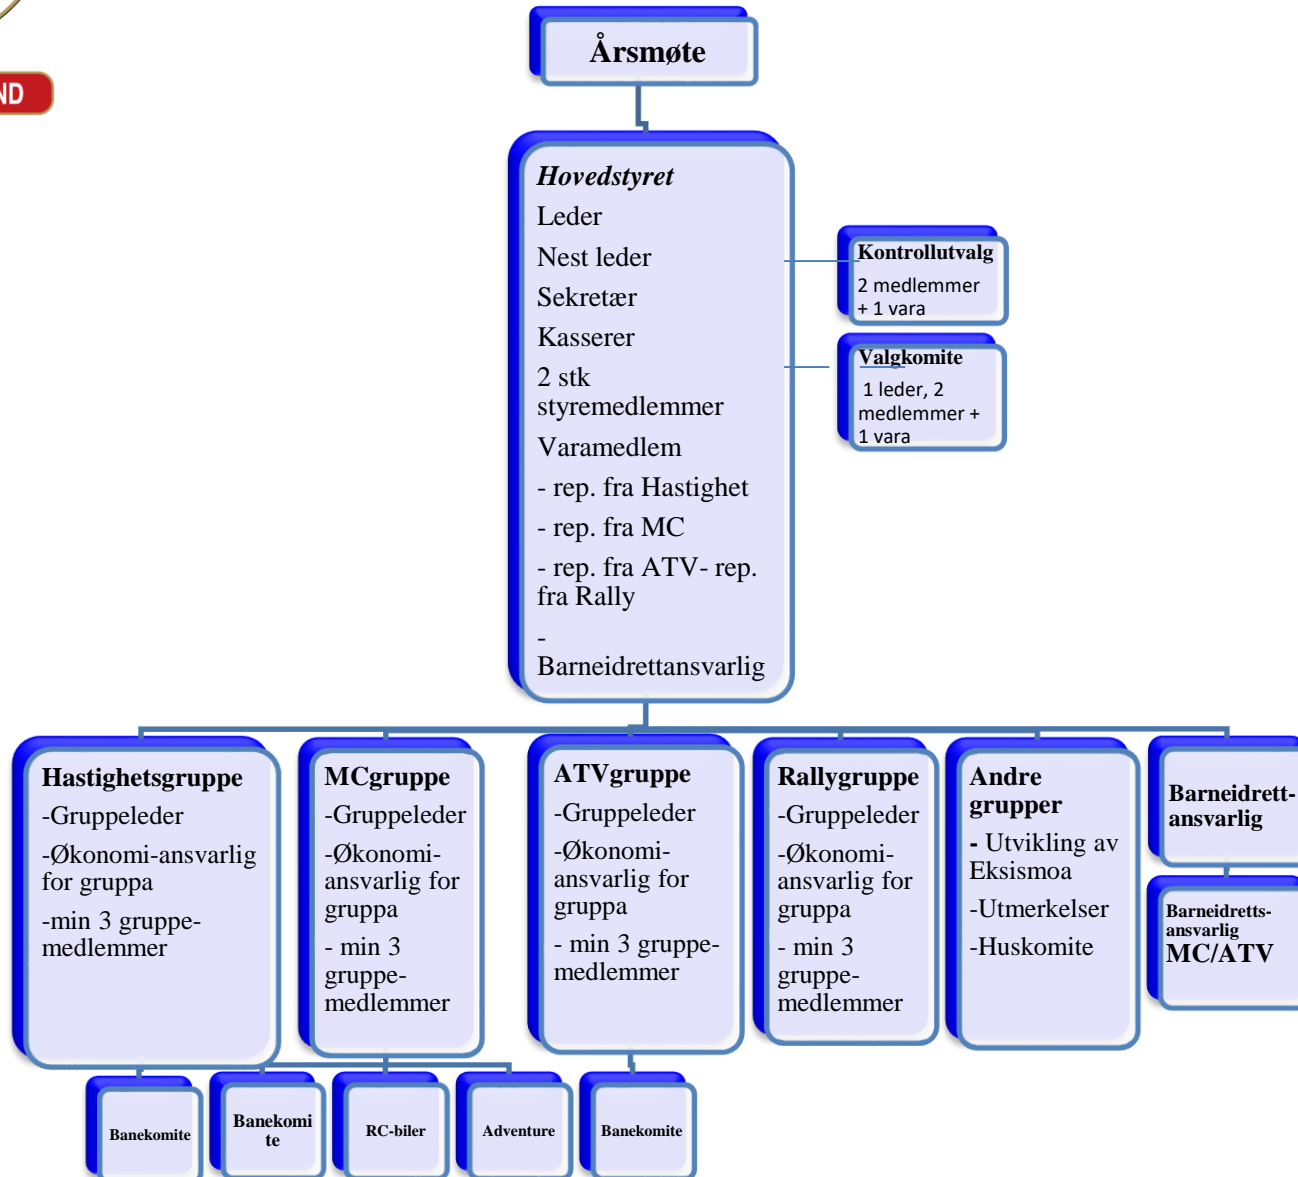 ND
Årsmøte
Hovedstyret
Leder
Nest leder
Sekretær
Kasserer
2 stk
styremedlemmer
Varamedlem
- rep. fra Hastighet
- rep. fra MC
- rep. fra ATV- rep.
fra Rally
-
Barneidrettansvarlig
Kontrollutvalg
2 medlemmer
+ 1 vara
Valgkomite
1 leder, 2
medlemmer +
1 vara
Hastighetsgruppe
-Gruppeleder
-Økonomi-ansvarlig
for gruppa
-min 3 gruppe-
medlemmer
MCgruppe
-Gruppeleder
-Økonomi-
ansvarlig for
gruppa
- min 3
gruppe-
medlemmer
ATVgruppe
-Gruppeleder
-Økonomi-
ansvarlig for
gruppa
- min 3 gruppe-
medlemmer
Rallygruppe
-Gruppeleder
-Økonomi-
ansvarlig for
gruppa
- min 3
gruppe-
medlemmer
Andre
grupper
- Utvikling av
Eksismoa
-Utmerkelser
-Huskomite
Barneidrett-
ansvarlig
Barneidretts-
ansvarlig
MC/ATV
Banekomite
Banekomi
te
RC-biler
Adventure
Banekomite